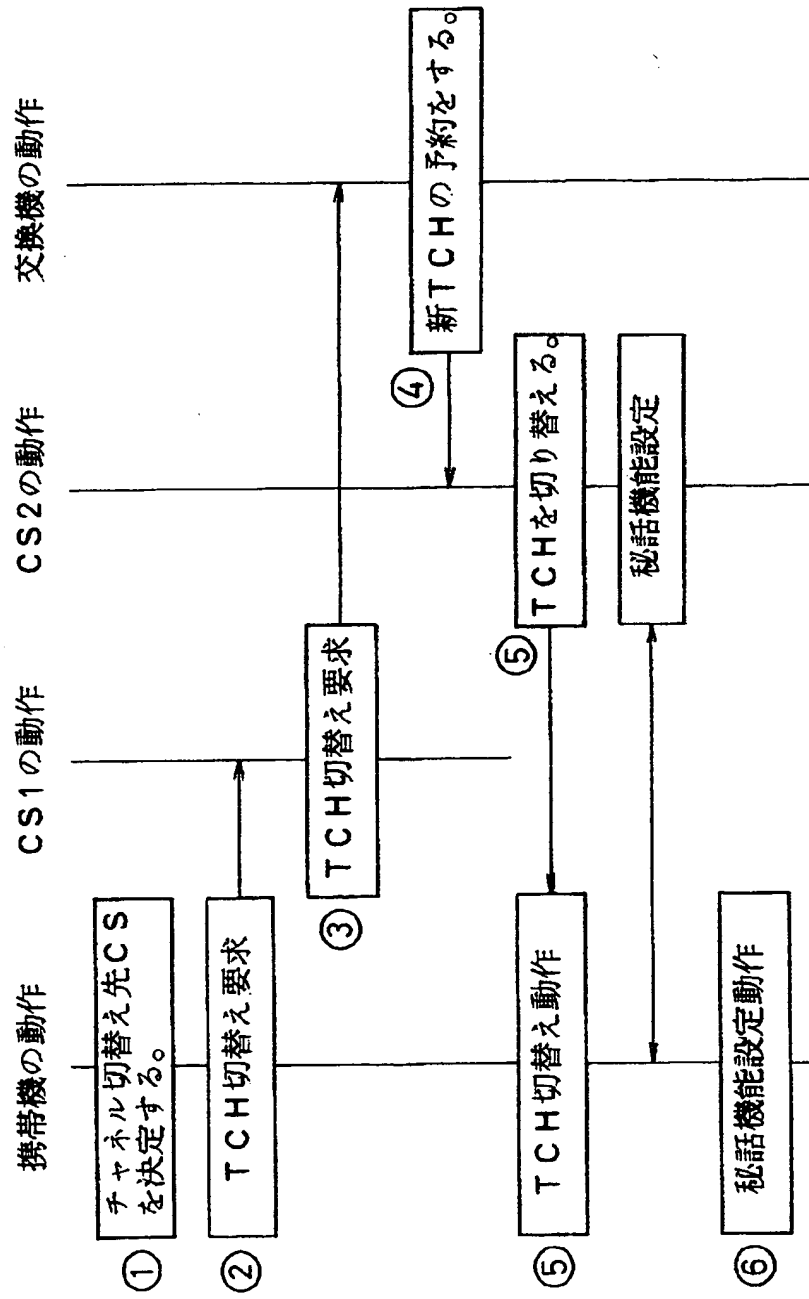 携帯機の動作
CS1の動作
CS2の動作
交換機の動作
①
チャネル切替え先CS
を決定する。
②
TCH切替え要求
③
TCH切替え要求
④
新TCHの予約をする。
⑤
TCH切替え動作
⑤
TCHを切り替える。
秘話機能設定
⑥
秘話機能設定動作